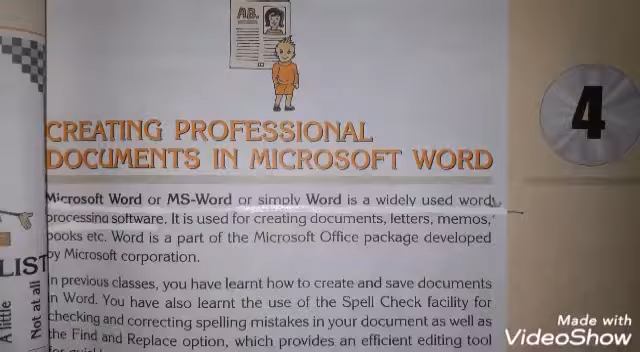 AB.
4
CREATING PROFESSIONAL
DOCUMENTS IN MICROSOFT WORD
Microsoft Word or MS-Word or simply Word is a widely used word
processing software. It is used for creating documents, letters, memos,
books etc. Word is a part of the Microsoft Office package developed
by Microsoft corporation.
In previous classes, you have learnt how to create and save documents
in Word. You have also learnt the use of the Spell Check facility for
checking and correcting spelling mistakes in your document as well as
the Find and Replace option, which provides an efficient editing tool
LIST
A little
Not at all
Made with
VideoShow